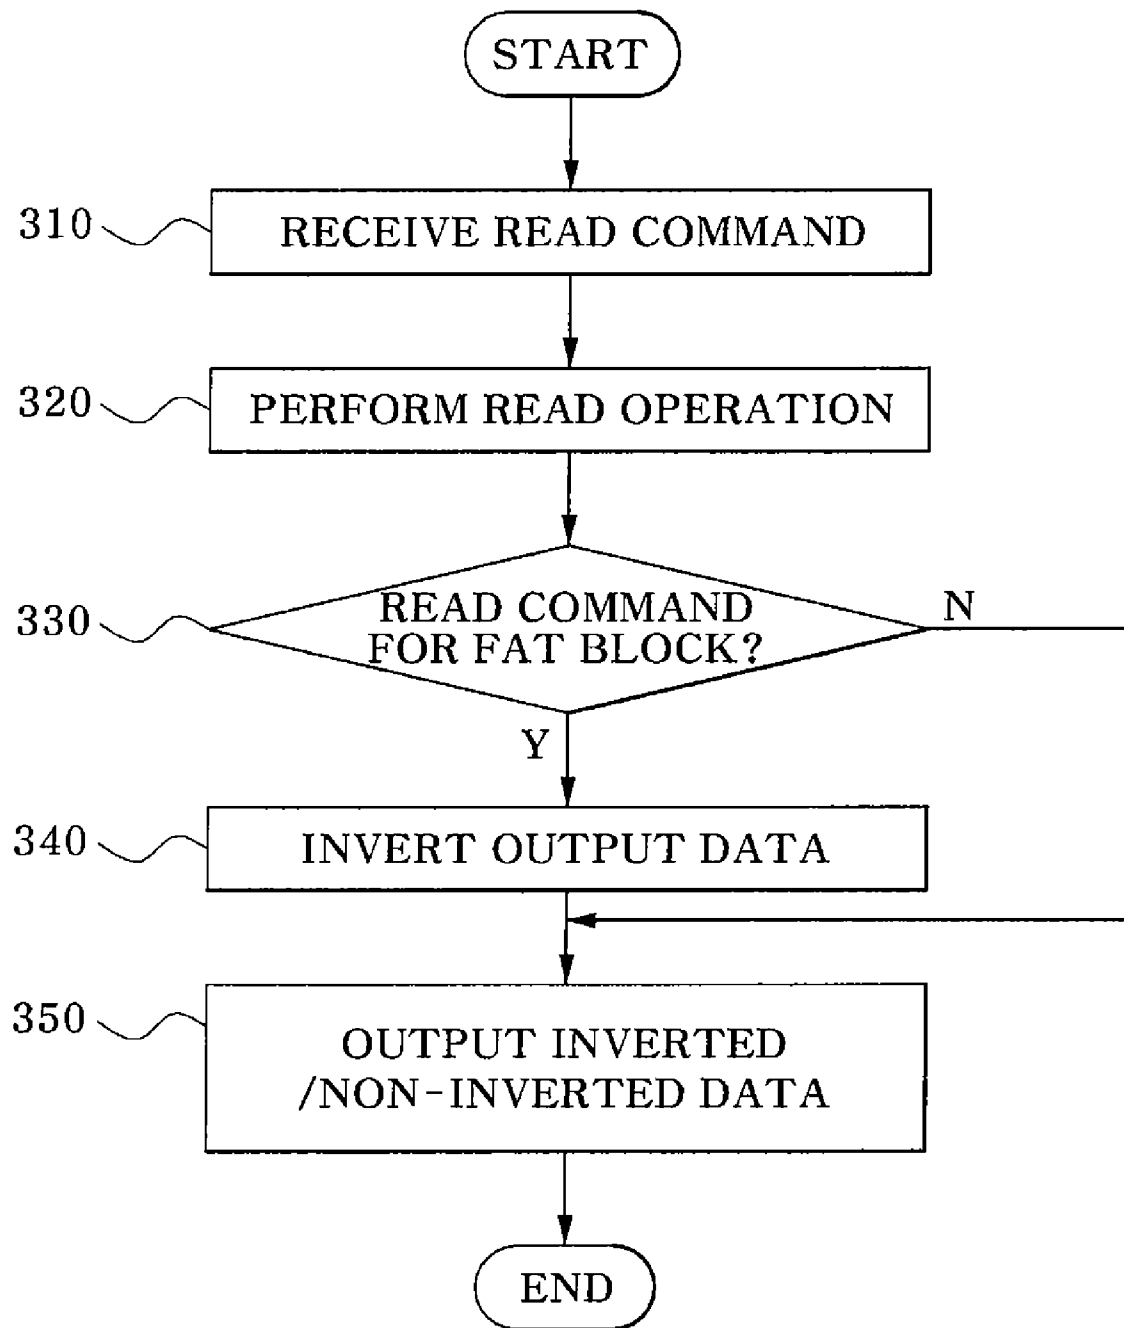 START
310
RECEIVE READ COMMAND
320
PERFORM READ OPERATION
330
READ COMMAND
FOR FAT BLOCK?
N
Y
340
INVERT OUTPUT DATA
350
OUTPUT INVERTED
/NON-INVERTED DATA
END